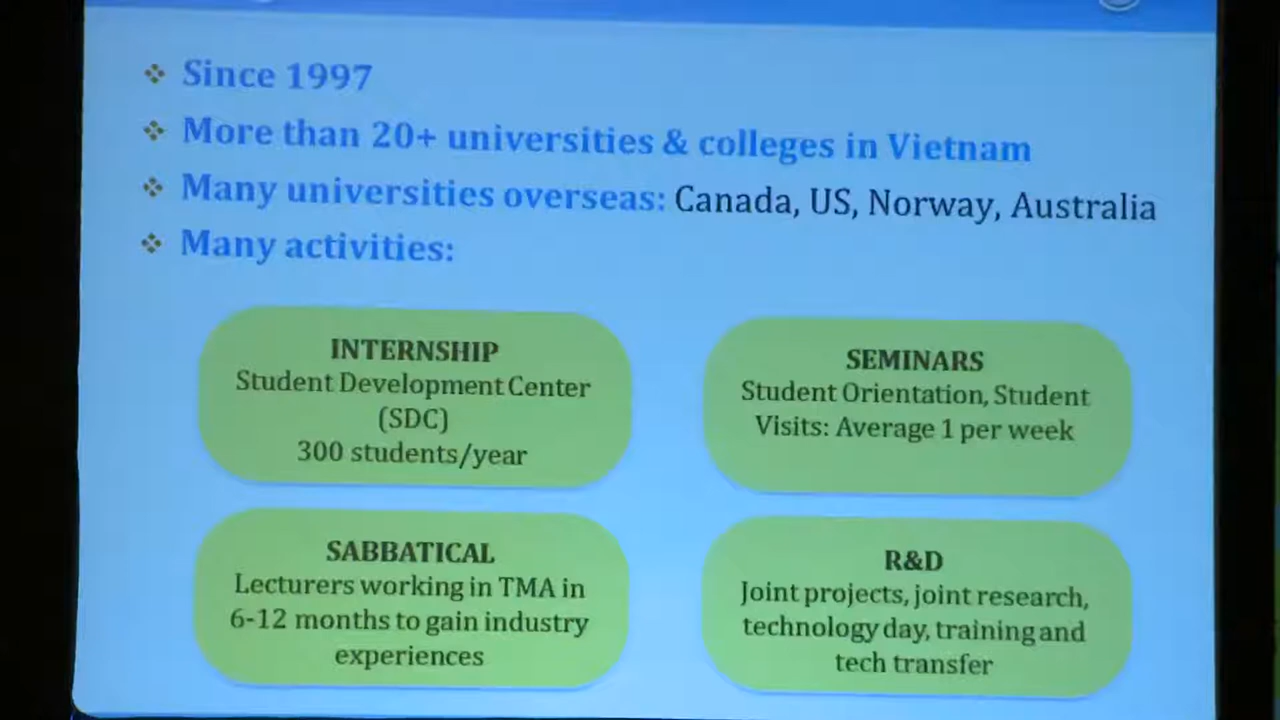 Since 1997
More than 20+ universities & colleges in Vietnam
Many universities overseas: Canada, US, Norway, Australia
Many activities:
INTERNSHIP
Student Development Center
(SDC)
300 students/year
SEMINARS
Student Orientation, Student
Visits: Average 1 per week
SABBATICAL
Lecturers working in TMA in
6-12 months to gain industry
experiences
R&D
Joint projects, joint research,
technology day, training and
tech transfer